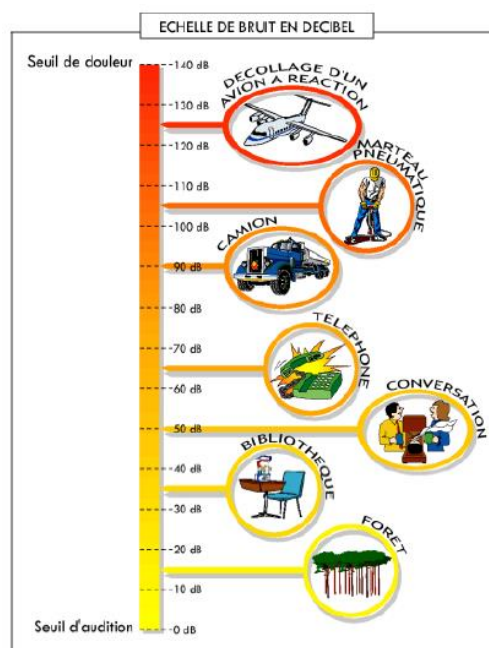 ECHELLE DE BRUIT EN DECIBEL
Seuil de douleur
140 dB
DECOLLAGE D'UN
AVION A REACTION
130 dB
120 dB
MARTEAU
PNEUMATIQUE
110 dB
100 dB
CAMION
90 dB
80 dB
TELEPHONE
70 dB
60 dB
CONVERSATION
50 dB
BIBLIOTHEQUE
40 dB
30 dB
FORET
20 dB
10 dB
Seuil d'audition
0 dB